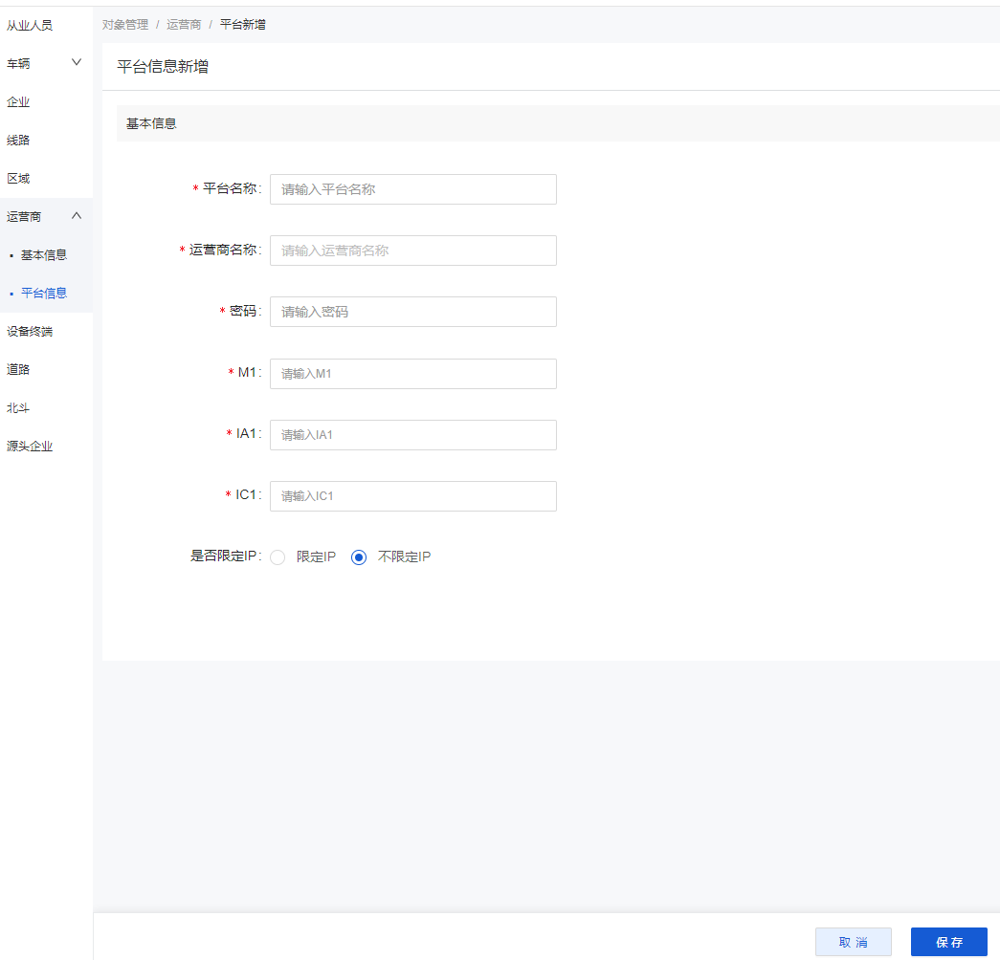 从业人员
车辆
企业
线路
区域
运营商
基本信息
平台信息
设备终端
道路
北斗
源头企业
对象管理 / 运营商 / 平台新增
平台信息新增
基本信息
* 平台名称: 请输入平台名称
* 运营商名称: 请输入运营商名称
* 密码: 请输入密码
* M1: 请输入M1
* IA1: 请输入IA1
* IC1: 请输入IC1
是否限定IP: 限定IP 不限定IP
取 消 保 存